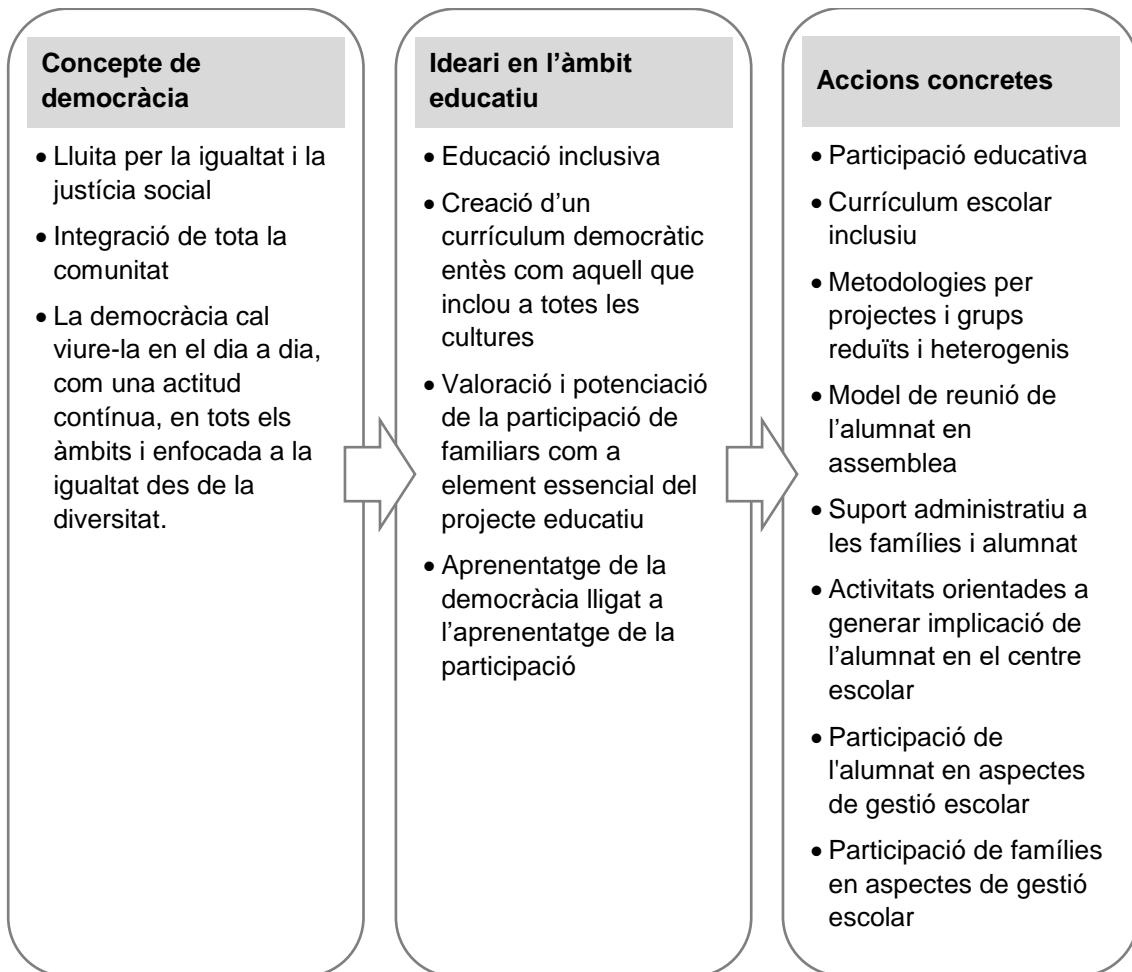 Concepte de
democràcia
• Lluita per la igualtat i la
justícia social
• Integració de tota la
comunitat
• La democràcia cal
viure-la en el dia a dia,
com una actitud
contínua, en tots els
àmbits i enfocada a la
igualtat des de la
diversitat.
Ideari en l’àmbit
educatiu
• Educació inclusiva
• Creació d’un
currículum democràtic
entès com aquell que
inclou a totes les
cultures
• Valoració i potenciació
de la participació de
familiars com a
element essencial del
projecte educatiu
• Aprenentatge de la
democràcia lligat a
l’aprenentatge de la
participació
Accions concretes
• Participació educativa
• Currículum escolar
inclusiu
• Metodologies per
projectes i grups
reduïts i heterogenis
• Model de reunió de
l’alumnat en
assemblea
• Suport administratiu a
les famílies i alumnat
• Activitats orientades a
generar implicació de
l’alumnat en el centre
escolar
• Participació de
l'alumnat en aspectes
de gestió escolar
• Participació de famílies
en aspectes de gestió
escolar